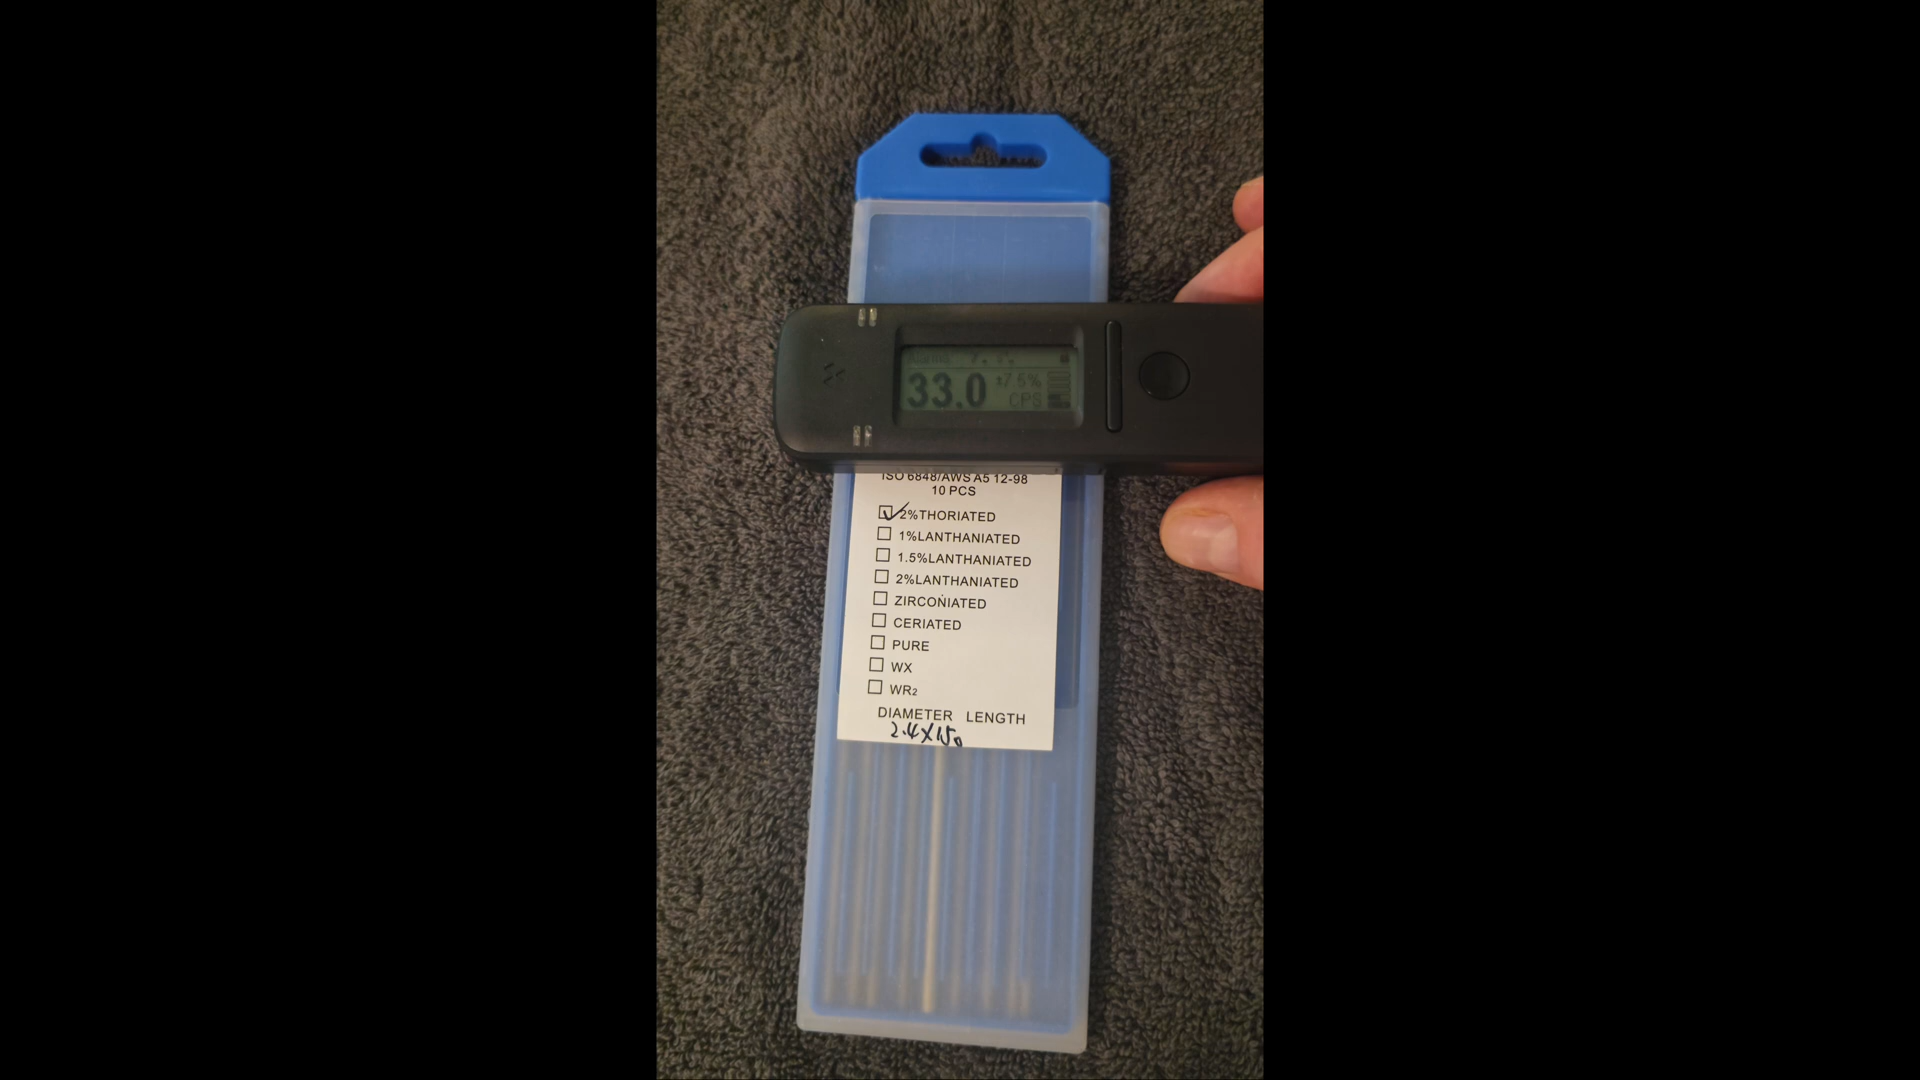 33.0
±7.5%
CPS
ISO 6848/AWS A5 12-98
10 PCS
2%THORIATED
1%LANTHANIATED
1.5%LANTHANIATED
2%LANTHANIATED
ZIRCONIATED
CERIATED
PURE
WX
WR₂
DIAMETER LENGTH
2.4X150